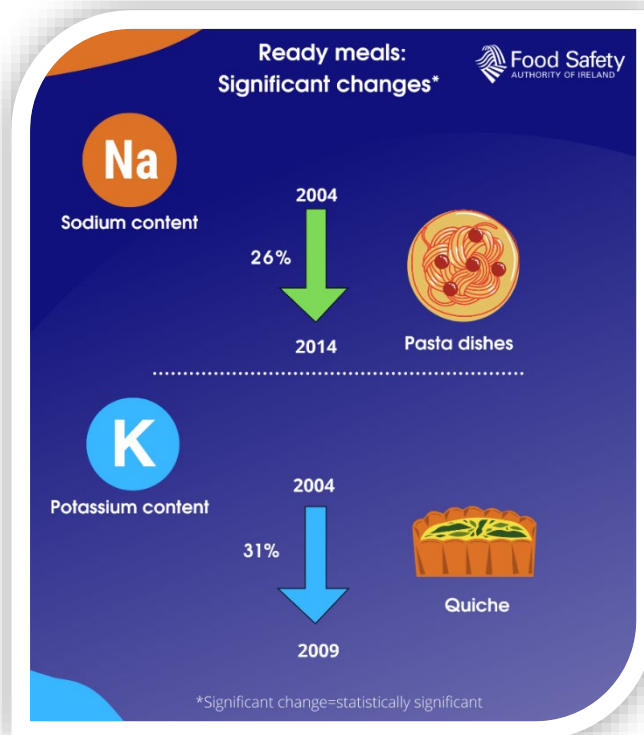 Ready meals:
Significant changes*
Food Safety
AUTHORITY OF IRELAND
Na
Sodium content
2004
26%
2014
Pasta dishes
K
Potassium content
2004
31%
2009
Quiche
*Significant change=statistically significant